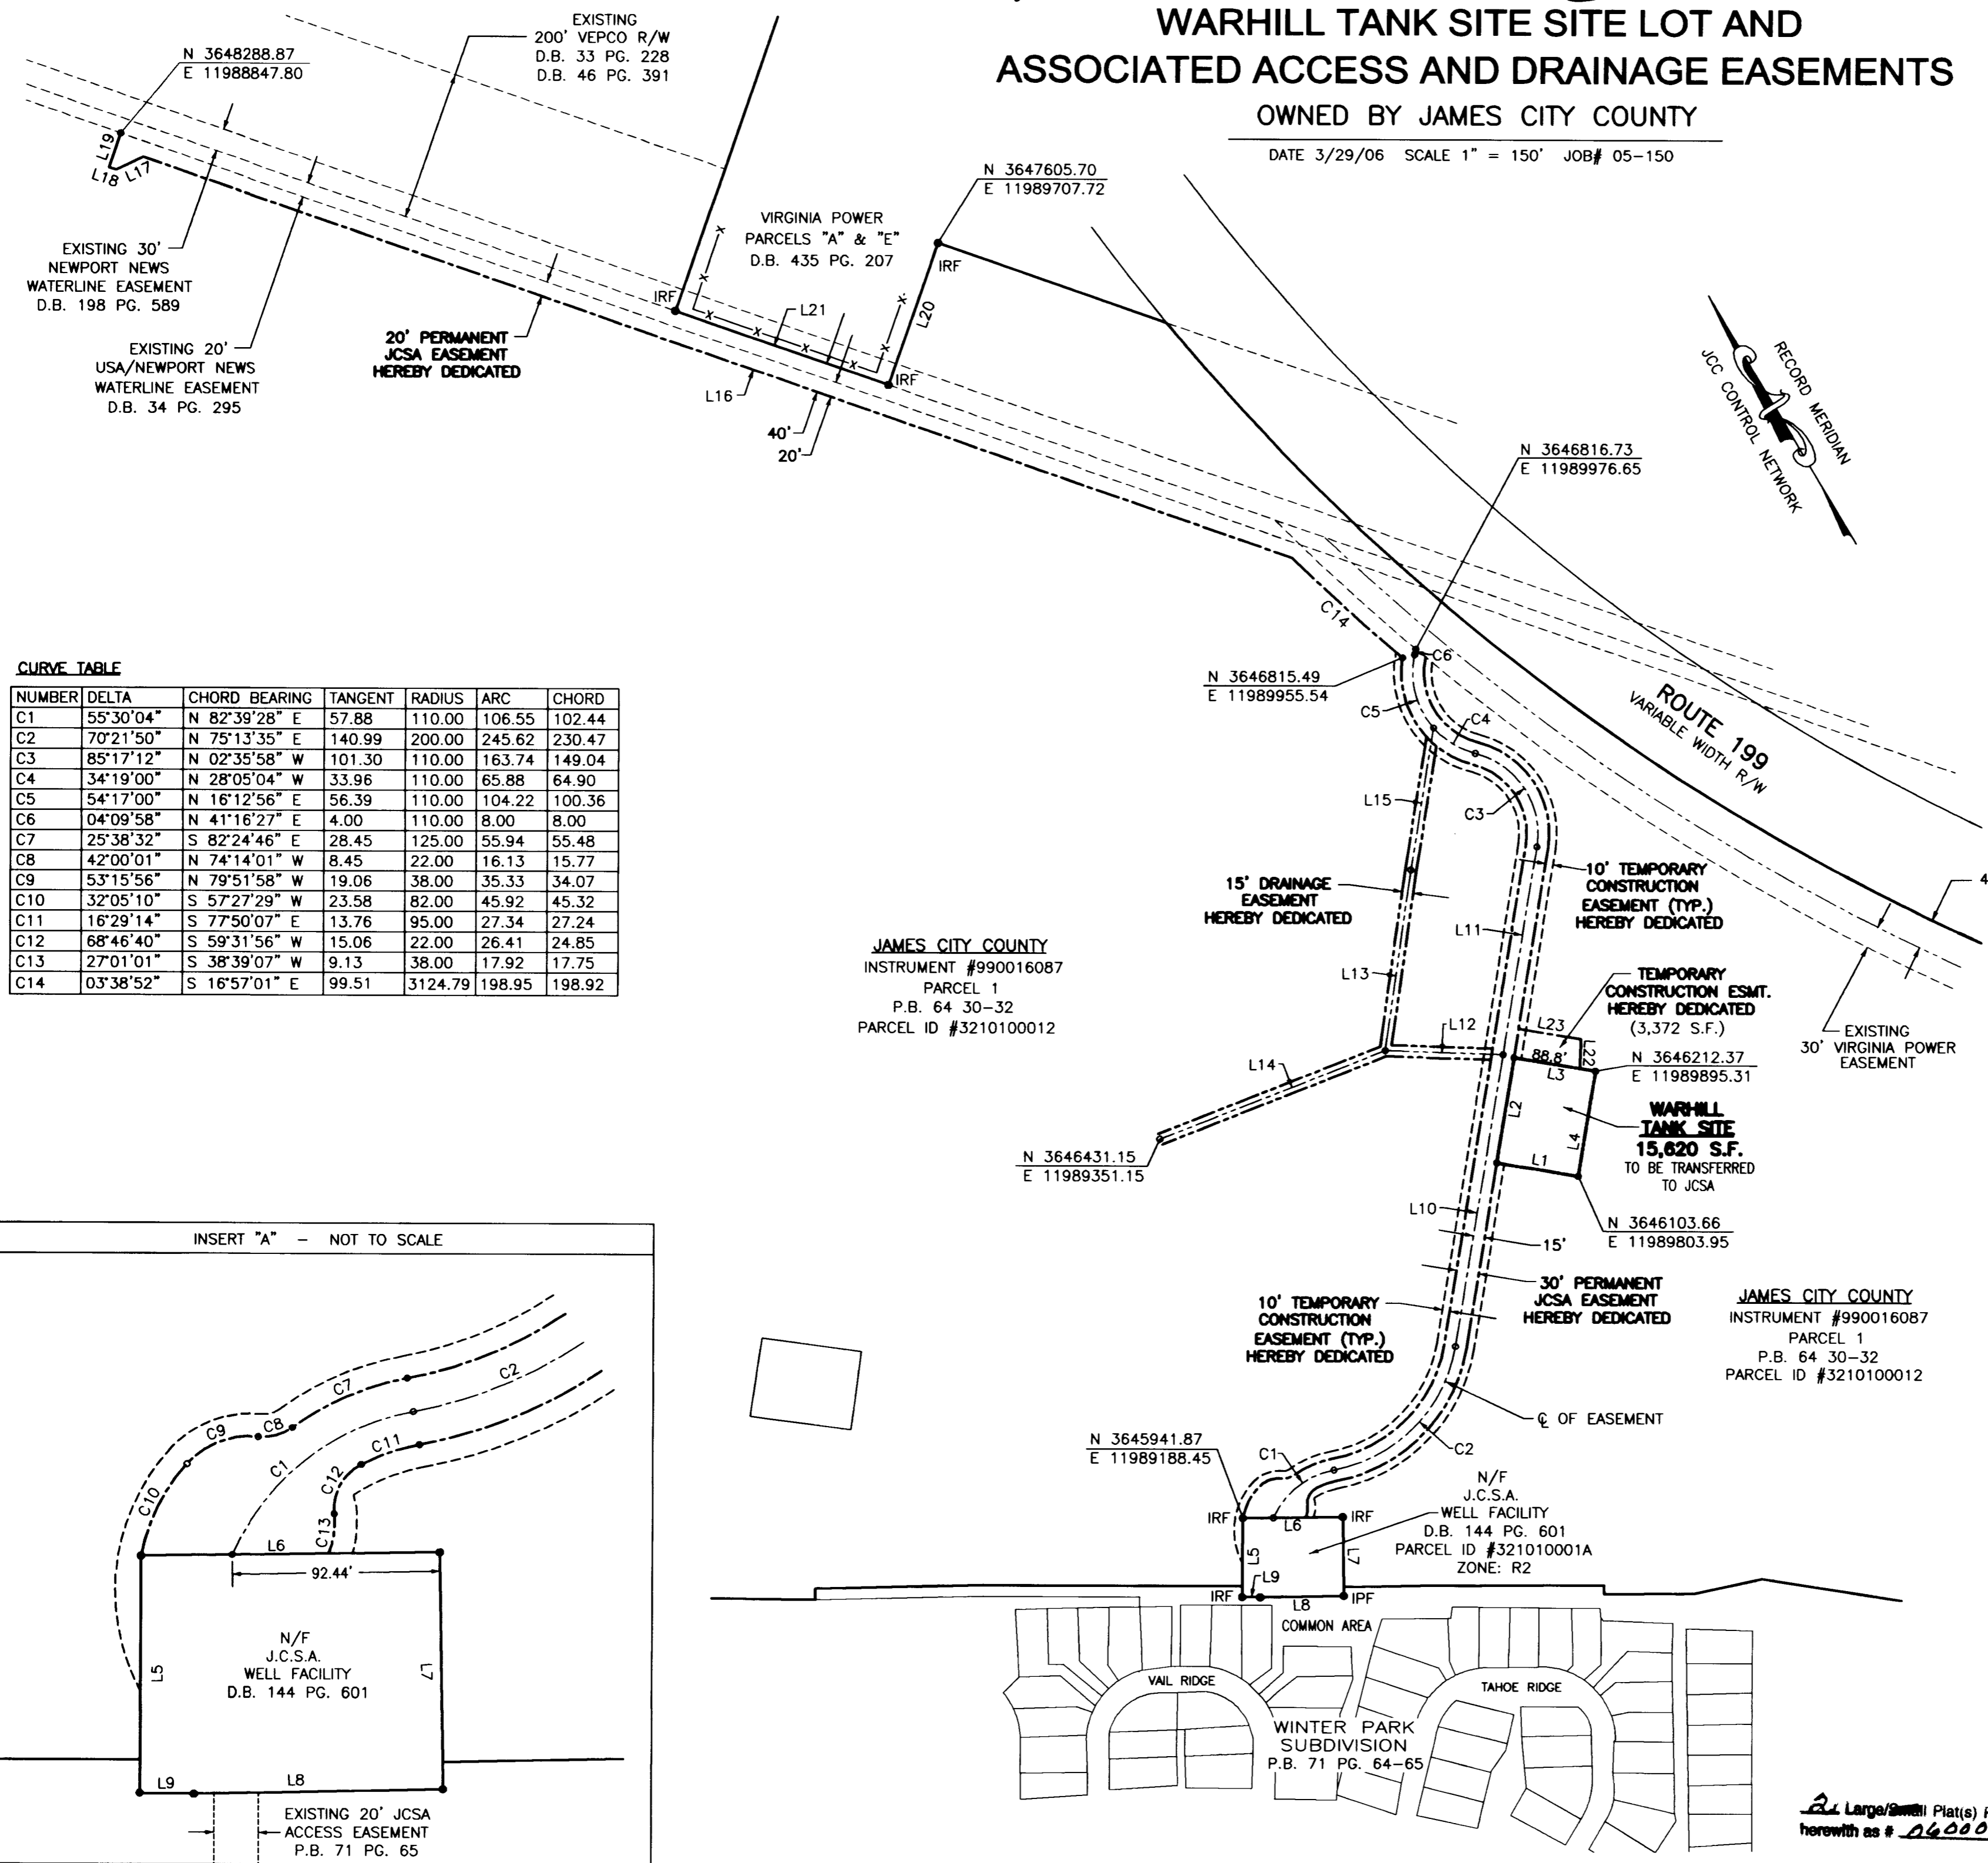 WARHILL TANK SITE SITE LOT AND
ASSOCIATED ACCESS AND DRAINAGE EASEMENTS
OWNED BY JAMES CITY COUNTY
DATE 3/29/06 SCALE 1" = 150' JOB# 05-150
N 3648288.87
E 11988847.80
EXISTING
200' VEPCO R/W
D.B. 33 PG. 228
D.B. 46 PG. 391
L19
L18
L17
EXISTING 30'
NEWPORT NEWS
WATERLINE EASEMENT
D.B. 198 PG. 589
EXISTING 20'
USA/NEWPORT NEWS
WATERLINE EASEMENT
D.B. 34 PG. 295
20' PERMANENT
JCSA EASEMENT
HEREBY DEDICATED
VIRGINIA POWER
PARCELS "A" & "E"
D.B. 435 PG. 207
N 3647605.70
E 11989707.72
IRF
IRF
IRF
L20
L21
L16
40'
20'
RECORD MERIDIAN
JCC CONTROL NETWORK
N 3646816.73
E 11989976.65
C14
C6
N 3646815.49
E 11989955.54
C5
C4
C3
ROUTE 199
VARIABLE WIDTH R/W
L15
15' DRAINAGE
EASEMENT
HEREBY DEDICATED
10' TEMPORARY
CONSTRUCTION
EASEMENT (TYP.)
HEREBY DEDICATED
4
L11
L13
TEMPORARY
CONSTRUCTION ESMT.
HEREBY DEDICATED
(3,372 S.F.)
L12
L23
L22
88.8'
L3
L14
EXISTING
30' VIRGINIA POWER
EASEMENT
N 3646212.37
E 11989895.31
L2
L4
L1
WARHILL
TANK SITE
15,620 S.F.
TO BE TRANSFERRED
TO JCSA
N 3646431.15
E 11989351.15
L10
15'
N 3646103.66
E 11989803.95
30' PERMANENT
JCSA EASEMENT
HEREBY DEDICATED
10' TEMPORARY
CONSTRUCTION
EASEMENT (TYP.)
HEREBY DEDICATED
JAMES CITY COUNTY
INSTRUMENT #990016087
PARCEL 1
P.B. 64 30-32
PARCEL ID #3210100012
JAMES CITY COUNTY
INSTRUMENT #990016087
PARCEL 1
P.B. 64 30-32
PARCEL ID #3210100012
℄ OF EASEMENT
C2
C1
N 3645941.87
E 11989188.45
N/F
J.C.S.A.
WELL FACILITY
D.B. 144 PG. 601
PARCEL ID #321010001A
ZONE: R2
IRF
L6
IRF
L5
L7
L9
IRF
L8
IPF
COMMON AREA
VAIL RIDGE
TAHOE RIDGE
WINTER PARK
SUBDIVISION
P.B. 71 PG. 64-65
CURVE TABLE
NUMBER DELTA CHORD BEARING TANGENT RADIUS ARC CHORD
C1 55°30'04" N 82°39'28" E 57.88 110.00 106.55 102.44
C2 70°21'50" N 75°13'35" E 140.99 200.00 245.62 230.47
C3 85°17'12" N 02°35'58" W 101.30 110.00 163.74 149.04
C4 34°19'00" N 28°05'04" W 33.96 110.00 65.88 64.90
C5 54°17'00" N 16°12'56" E 56.39 110.00 104.22 100.36
C6 04°09'58" N 41°16'27" E 4.00 110.00 8.00 8.00
C7 25°38'32" S 82°24'46" E 28.45 125.00 55.94 55.48
C8 42°00'01" N 74°14'01" W 8.45 22.00 16.13 15.77
C9 53°15'56" N 79°51'58" W 19.06 38.00 35.33 34.07
C10 32°05'10" S 57°27'29" W 23.58 82.00 45.92 45.32
C11 16°29'14" S 77°50'07" E 13.76 95.00 27.34 27.24
C12 68°46'40" S 59°31'56" W 15.06 22.00 26.41 24.85
C13 27°01'01" S 38°39'07" W 9.13 38.00 17.92 17.75
C14 03°38'52" S 16°57'01" E 99.51 3124.79 198.95 198.92
INSERT "A" - NOT TO SCALE
C7
C2
C9
C8
C1
C11
C10
C12
C13
L6
92.44'
N/F
J.C.S.A.
WELL FACILITY
D.B. 144 PG. 601
L5
L7
L9
L8
EXISTING 20' JCSA
ACCESS EASEMENT
P.B. 71 PG. 65
Large/Small Plat(s)
herewith as # 06000